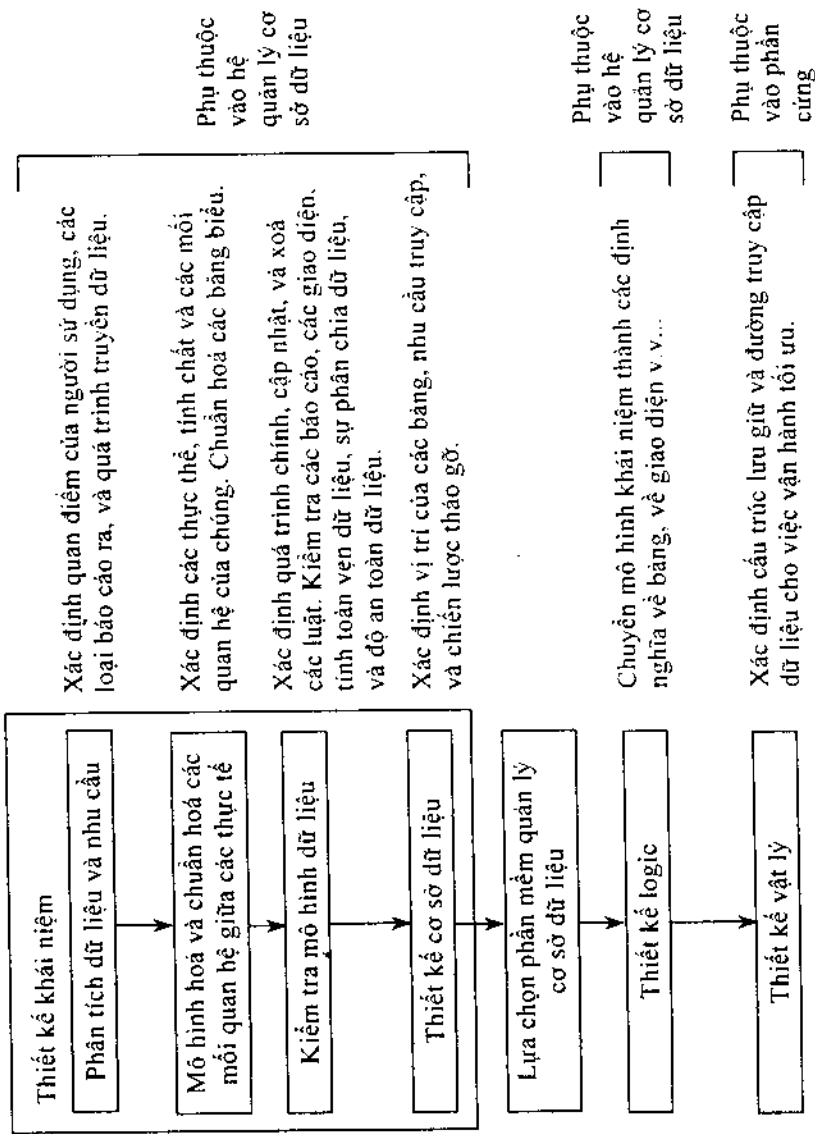 Thiết kế khái niệm
Phân tích dữ liệu và nhu cầu
Xác định quan điểm của người sử dụng, các
loại báo cáo ra, và quá trình truyền dữ liệu.
Mô hình hoá và chuẩn hoá các
mối quan hệ giữa các thực tế
Xác định các thực thể, tính chất và các mối
quan hệ của chúng. Chuẩn hoá các bảng biểu.
Kiểm tra mô hình dữ liệu
Xác định quá trình chính, cập nhật, và xoá
các luật. Kiểm tra các báo cáo, các giao diện.
tính toàn vẹn dữ liệu, sự phân chia dữ liệu,
và độ an toàn dữ liệu.
Thiết kế cơ sở dữ liệu
Xác định vị trí của các bảng, nhu cầu truy cập,
và chiến lược tháo gỡ.
Phụ thuộc
vào hệ
quản lý cơ
sở dữ liệu
Lựa chọn phần mềm quản lý
cơ sở dữ liệu
Thiết kế logic
Chuyển mô hình khái niệm thành các định
nghĩa về bảng, về giao diện v.v...
Phụ thuộc
vào hệ
quản lý cơ
sở dữ liệu
Thiết kế vật lý
Xác định cấu trúc lưu giữ và đường truy cập
dữ liệu cho việc vận hành tối ưu.
Phụ thuộc
vào phần
cứng